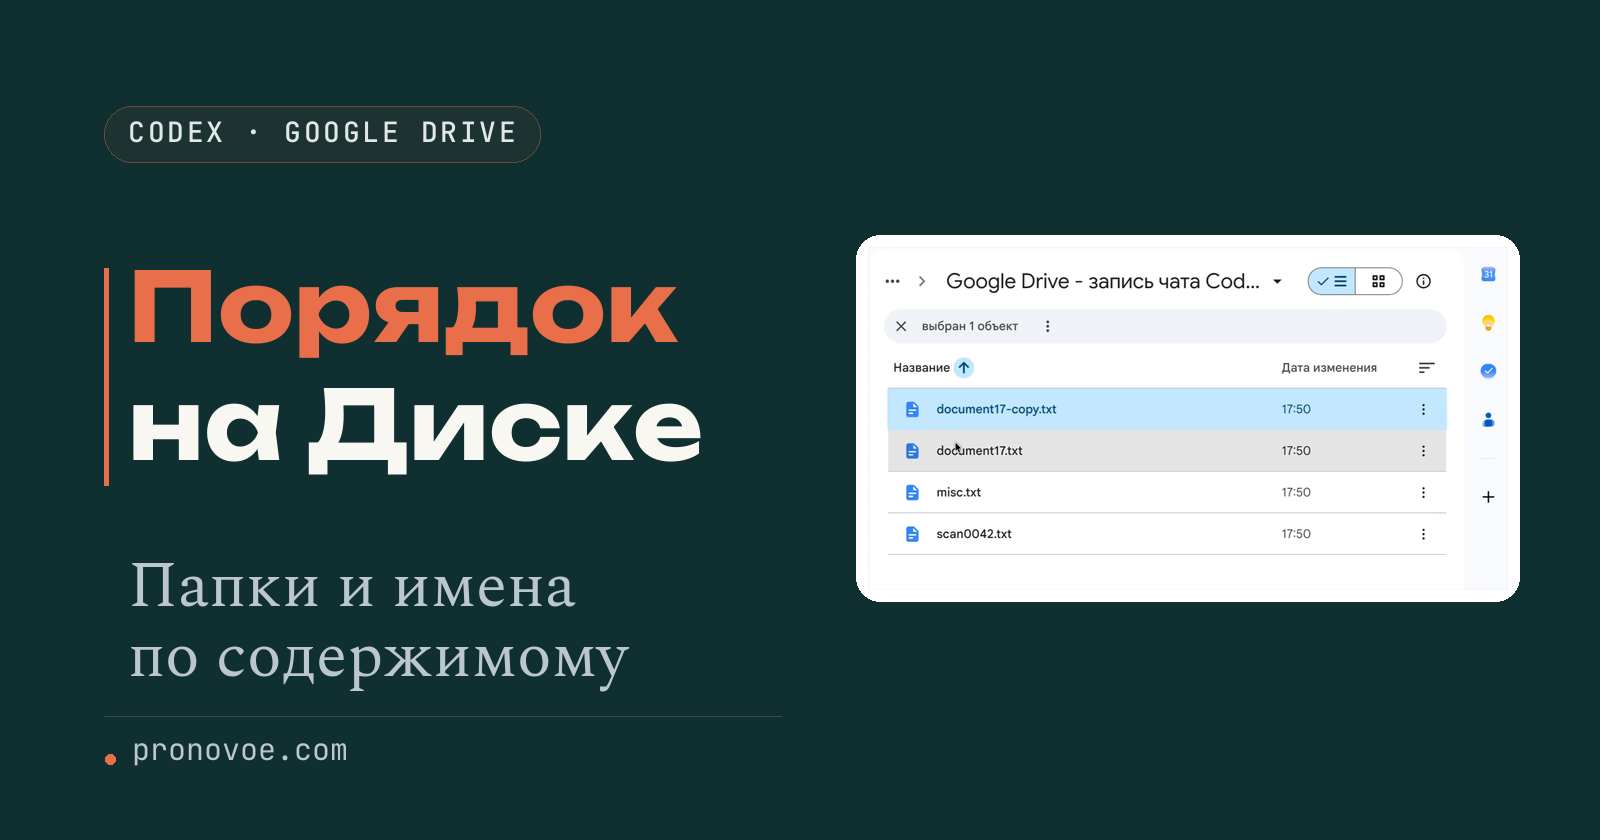 CODEX · GOOGLE DRIVE
Порядок
на Диске
Папки и имена
по содержимому
pronovoe.com
Google Drive - запись чата Cod...
выбран 1 объект
Название
Дата изменения
document17-copy.txt 17:50
document17.txt 17:50
misc.txt 17:50
scan0042.txt 17:50
31